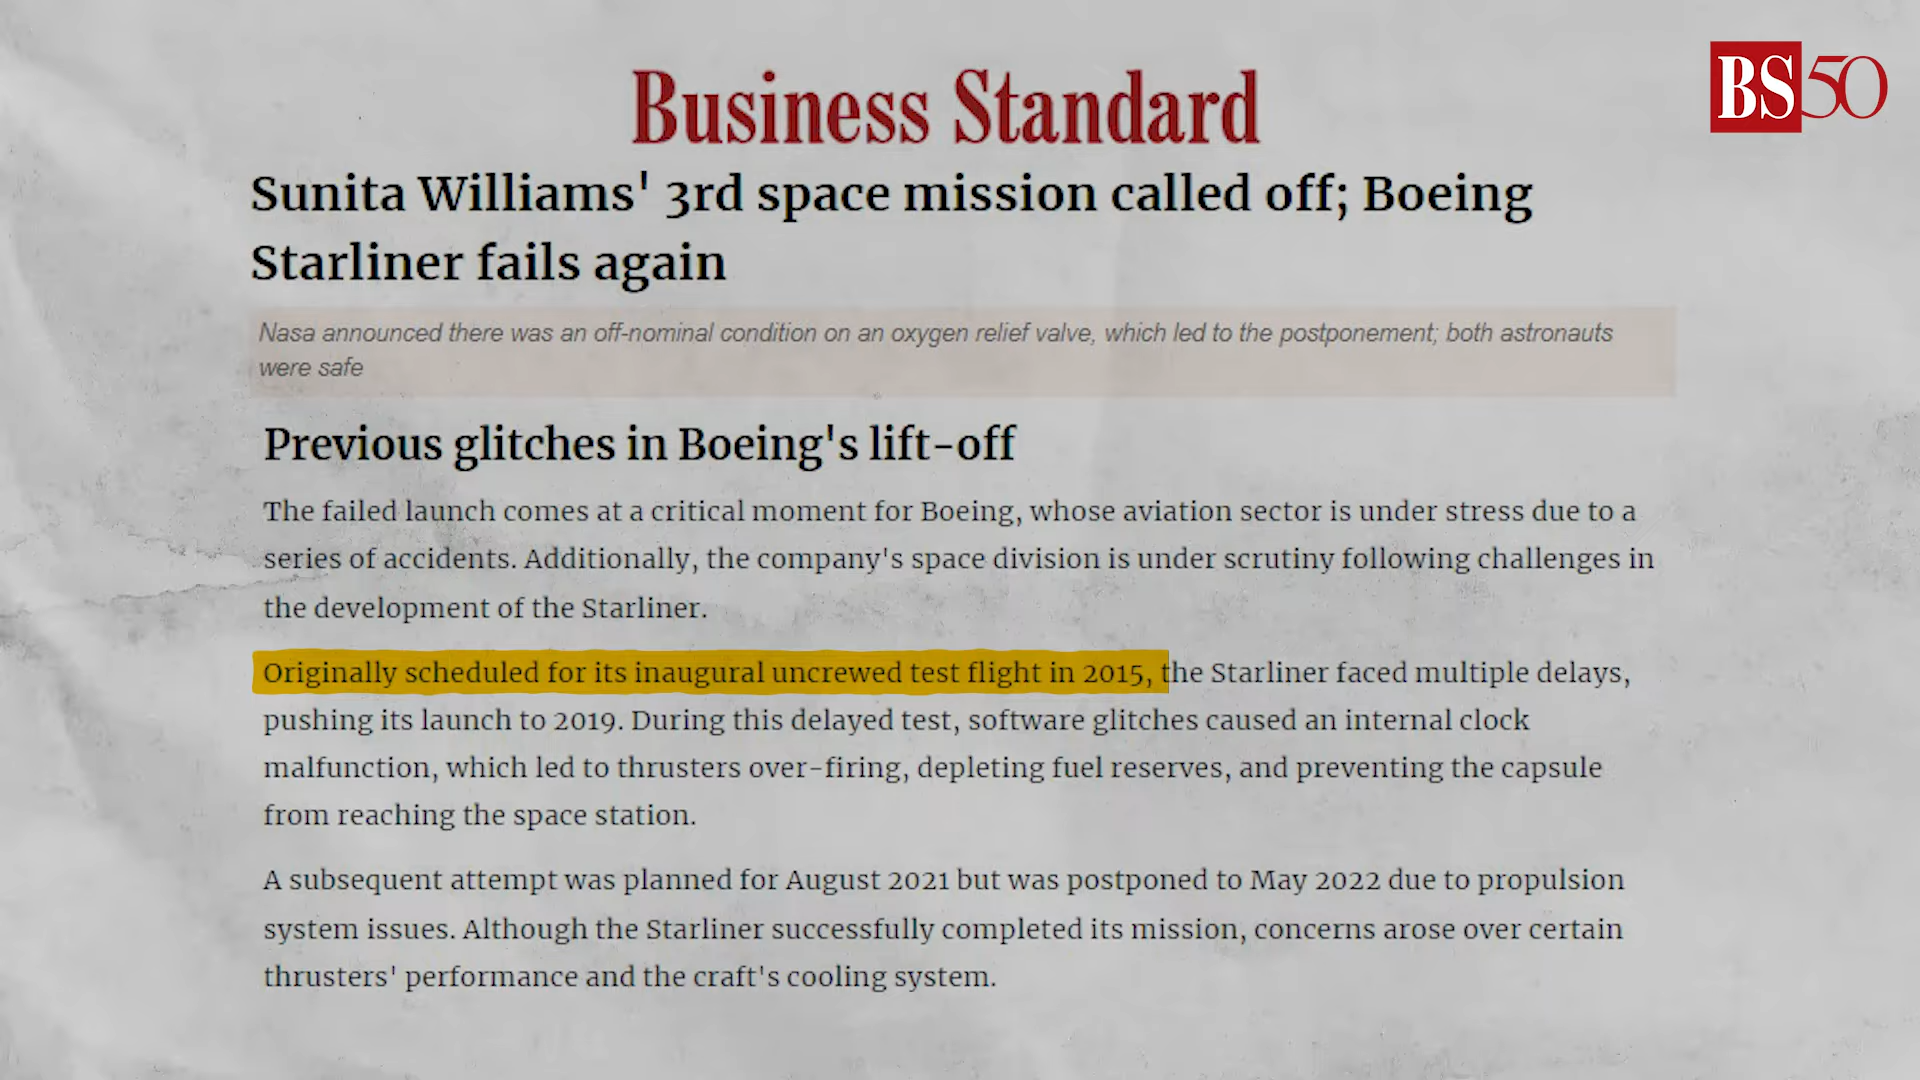 BS50
Business Standard
Sunita Williams' 3rd space mission called off; Boeing
Starliner fails again
Nasa announced there was an off-nominal condition on an oxygen relief valve, which led to the postponement; both astronauts
were safe
Previous glitches in Boeing's lift-off
The failed launch comes at a critical moment for Boeing, whose aviation sector is under stress due to a
series of accidents. Additionally, the company's space division is under scrutiny following challenges in
the development of the Starliner.
Originally scheduled for its inaugural uncrewed test flight in 2015, the Starliner faced multiple delays,
pushing its launch to 2019. During this delayed test, software glitches caused an internal clock
malfunction, which led to thrusters over-firing, depleting fuel reserves, and preventing the capsule
from reaching the space station.
A subsequent attempt was planned for August 2021 but was postponed to May 2022 due to propulsion
system issues. Although the Starliner successfully completed its mission, concerns arose over certain
thrusters' performance and the craft's cooling system.